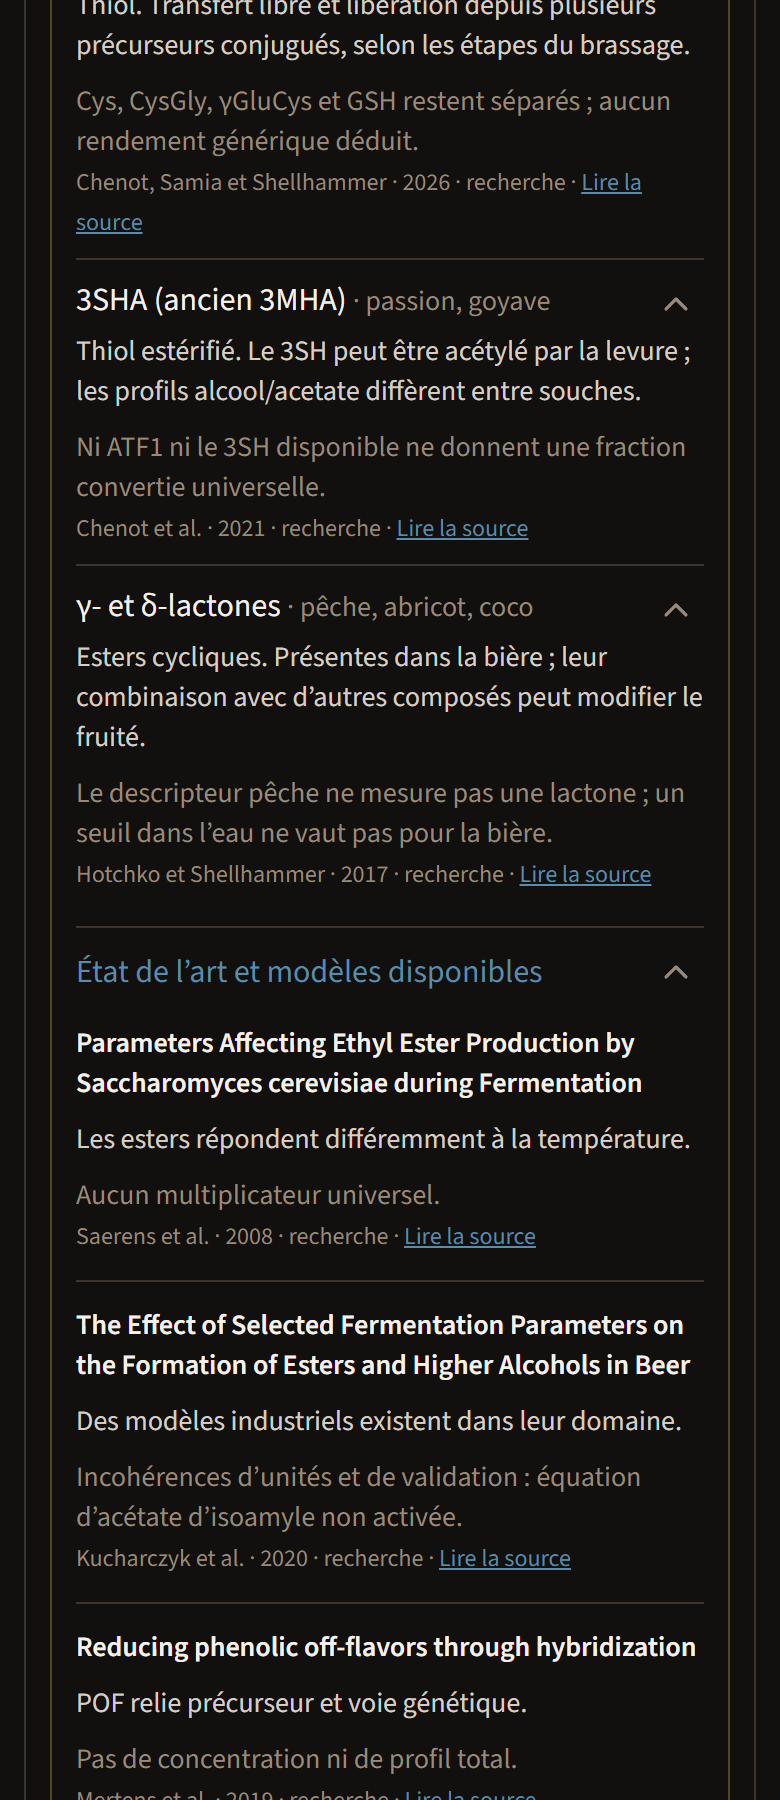 Thiol. Transfert libre et libération depuis plusieurs
précurseurs conjugués, selon les étapes du brassage.
Cys, CysGly, γGluCys et GSH restent séparés ; aucun
rendement générique déduit.
Chenot, Samia et Shellhammer · 2026 · recherche · Lire la
source
3SHA (ancien 3MHA) · passion, goyave
Thiol estérifié. Le 3SH peut être acétylé par la levure ;
les profils alcool/acetate diffèrent entre souches.
Ni ATF1 ni le 3SH disponible ne donnent une fraction
convertie universelle.
Chenot et al. · 2021 · recherche · Lire la source
γ- et δ-lactones · pêche, abricot, coco
Esters cycliques. Présentes dans la bière ; leur
combinaison avec d’autres composés peut modifier le
fruité.
Le descripteur pêche ne mesure pas une lactone ; un
seuil dans l’eau ne vaut pas pour la bière.
Hotchko et Shellhammer · 2017 · recherche · Lire la source
État de l’art et modèles disponibles
Parameters Affecting Ethyl Ester Production by
Saccharomyces cerevisiae during Fermentation
Les esters répondent différemment à la température.
Aucun multiplicateur universel.
Saerens et al. · 2008 · recherche · Lire la source
The Effect of Selected Fermentation Parameters on
the Formation of Esters and Higher Alcohols in Beer
Des modèles industriels existent dans leur domaine.
Incohérences d’unités et de validation : équation
d’acétate d’isoamyle non activée.
Kucharczyk et al. · 2020 · recherche · Lire la source
Reducing phenolic off-flavors through hybridization
POF relie précurseur et voie génétique.
Pas de concentration ni de profil total.
Mertens et al. · 2019 · recherche · Lire la source